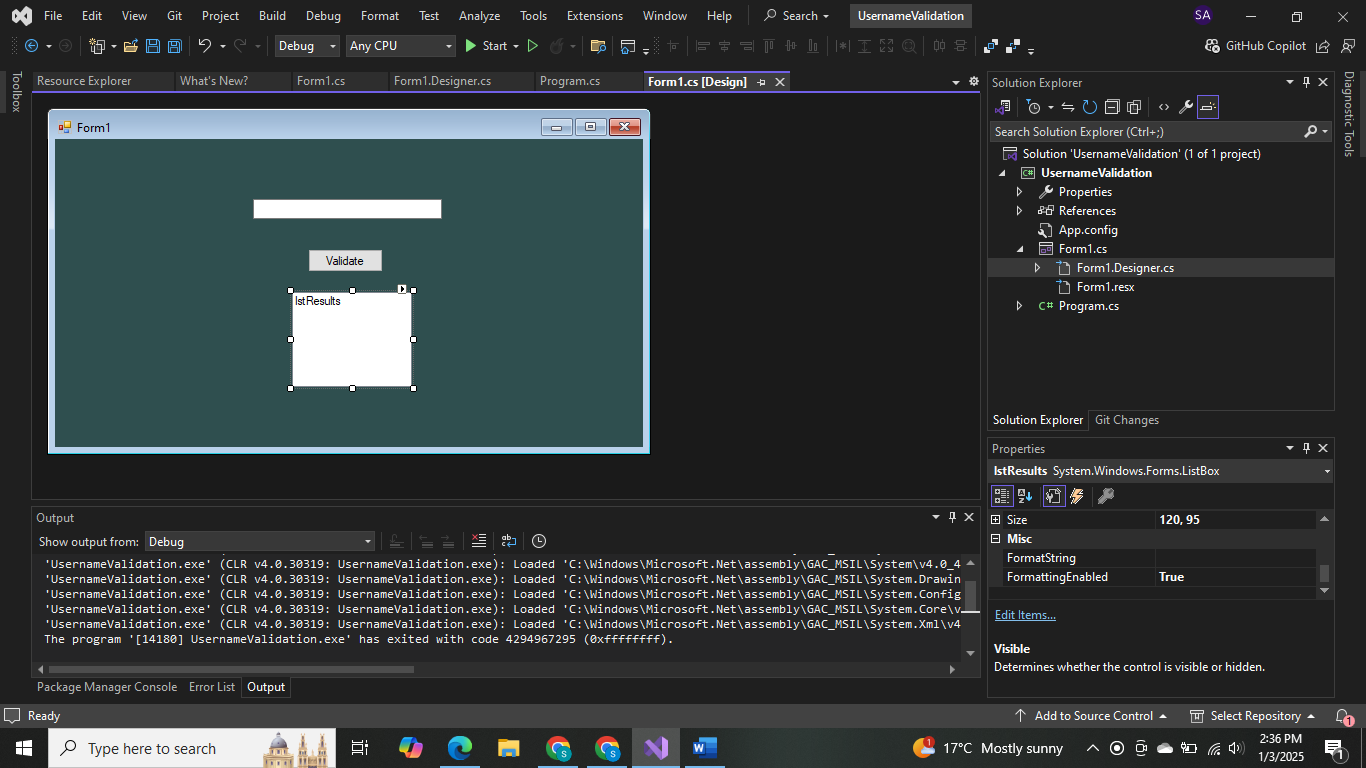 File Edit View Git Project Build Debug Format Test Analyze Tools Extensions Window Help Search UsernameValidation SA
Debug Any CPU Start GitHub Copilot
Toolbox
Resource Explorer What's New? Form1.cs Form1.Designer.cs Program.cs Form1.cs [Design]
Form1
Validate
lstResults
Output
Show output from: Debug
'UsernameValidation.exe' (CLR v4.0.30319: UsernameValidation.exe): Loaded 'C:\Windows\Microsoft.Net\assembly\GAC_MSIL\System\v4.0_4
'UsernameValidation.exe' (CLR v4.0.30319: UsernameValidation.exe): Loaded 'C:\Windows\Microsoft.Net\assembly\GAC_MSIL\System.Drawin
'UsernameValidation.exe' (CLR v4.0.30319: UsernameValidation.exe): Loaded 'C:\Windows\Microsoft.Net\assembly\GAC_MSIL\System.Config
'UsernameValidation.exe' (CLR v4.0.30319: UsernameValidation.exe): Loaded 'C:\Windows\Microsoft.Net\assembly\GAC_MSIL\System.Core\v
'UsernameValidation.exe' (CLR v4.0.30319: UsernameValidation.exe): Loaded 'C:\Windows\Microsoft.Net\assembly\GAC_MSIL\System.Xml\v4
The program '[14180] UsernameValidation.exe' has exited with code 4294967295 (0xffffffff).
Package Manager Console Error List Output
Solution Explorer
Search Solution Explorer (Ctrl+;)
Solution 'UsernameValidation' (1 of 1 project)
C# UsernameValidation
Properties
References
App.config
Form1.cs
Form1.Designer.cs
Form1.resx
C# Program.cs
Solution Explorer Git Changes
Properties
lstResults System.Windows.Forms.ListBox
Size 120, 95
Misc
FormatString
FormattingEnabled True
Edit Items...
Visible
Determines whether the control is visible or hidden.
Diagnostic Tools
Ready Add to Source Control Select Repository 1
Type here to search 17°C Mostly sunny 2:36 PM
1/3/2025 1